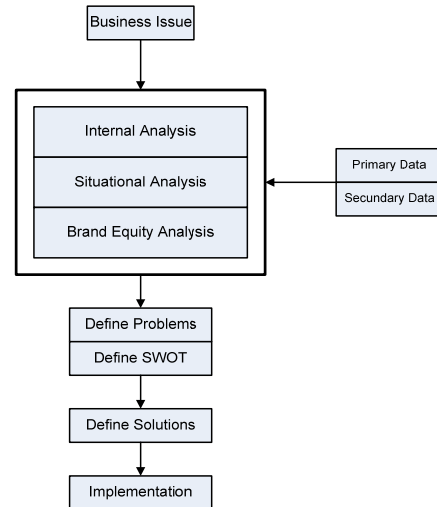 Business Issue
Internal Analysis
Situational Analysis
Brand Equity Analysis
Primary Data
Secundary Data
Define Problems
Define SWOT
Define Solutions
Implementation